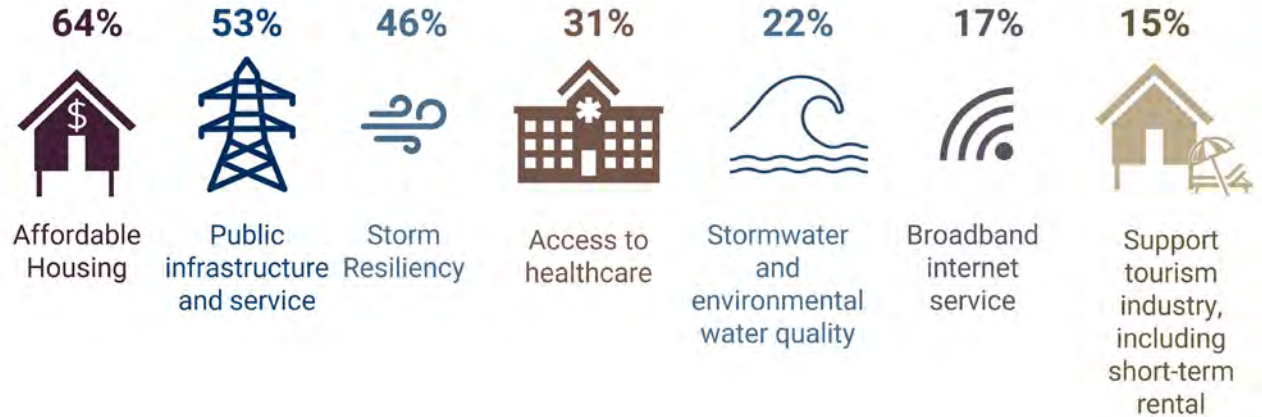 64%
53%
46%
31%
22%
17%
15%
$
Affordable
Housing
Public
infrastructure
and service
Storm
Resiliency
Access to
healthcare
Stormwater
and
environmental
water quality
Broadband
internet
service
Support
tourism
industry,
including
short-term
rental